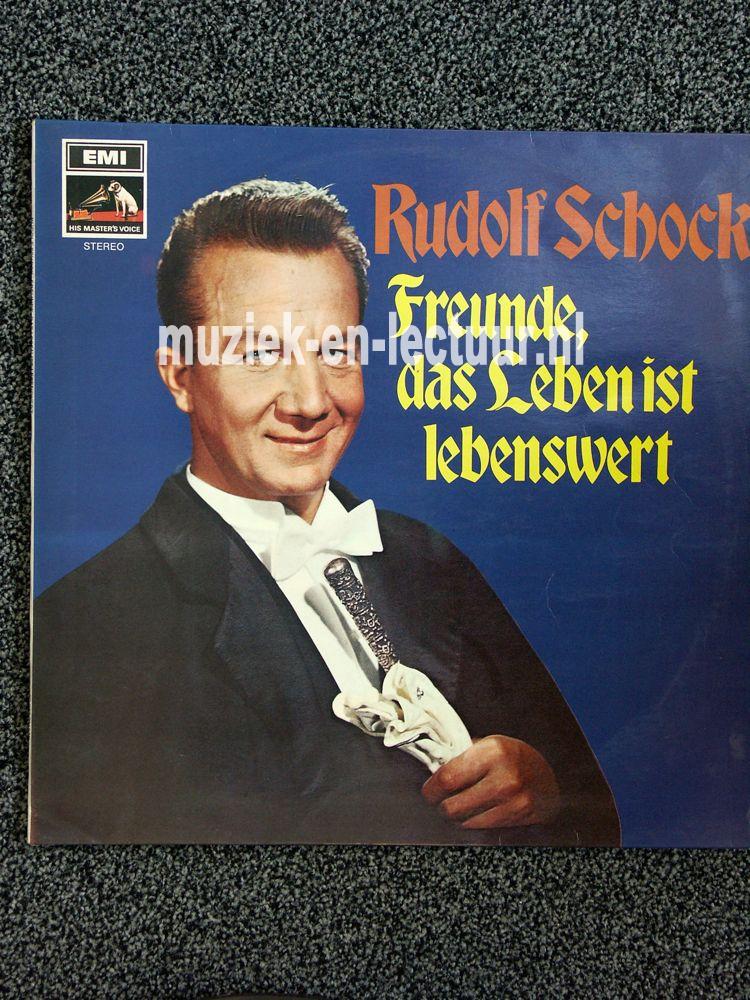 EMI
HIS MASTER'S VOICE
STEREO
Rudolf Schock
Freunde,
muziek-en-lectuur.nl
das Leben ist
lebenswert